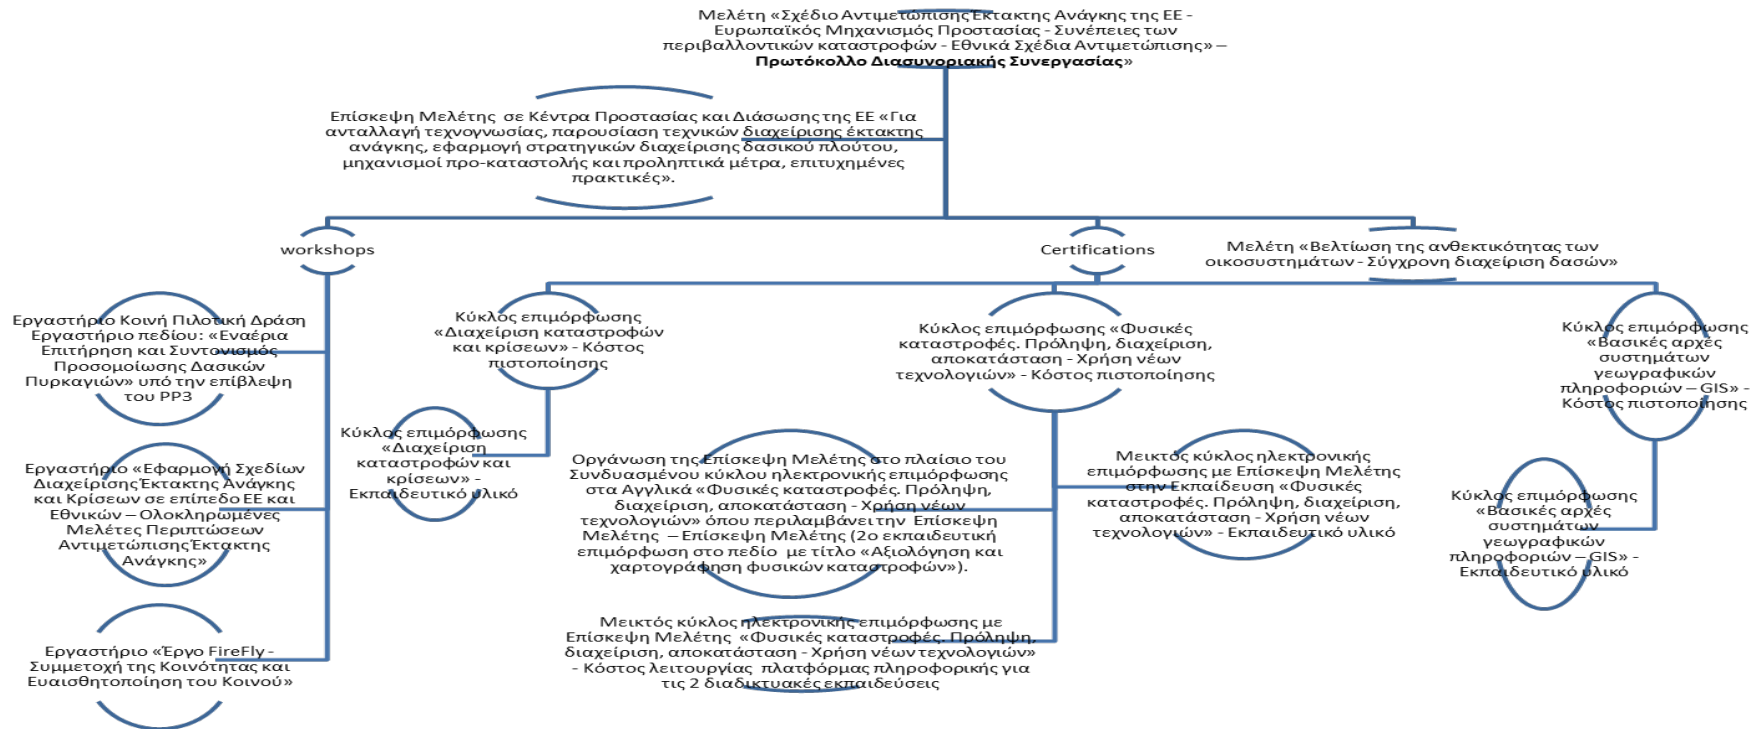 Μελέτη «Σχέδιο Αντιμετώπισης Έκτακτης Ανάγκης της ΕΕ -
Ευρωπαϊκός Μηχανισμός Προστασίας - Συνέπειες των
περιβαλλοντικών καταστροφών - Εθνικά Σχέδια Αντιμετώπισης» –
Πρωτόκολλο Διασυνοριακής Συνεργασίας»
Επίσκεψη Μελέτης σε Κέντρα Προστασίας και Διάσωσης της ΕΕ «Για
ανταλλαγή τεχνογνωσίας, παρουσίαση τεχνικών διαχείρισης έκτακτης
ανάγκης, εφαρμογή στρατηγικών διαχείρισης δασικού πλούτου,
μηχανισμοί προ-καταστολής και προληπτικά μέτρα, επιτυχημένες
πρακτικές».
workshops
Certifications
Μελέτη «Βελτίωση της ανθεκτικότητας των
οικοσυστημάτων - Σύγχρονη διαχείριση δασών»
Εργαστήριο Κοινή Πιλοτική Δράση
Εργαστήριο πεδίου: «Εναέρια
Επιτήρηση και Συντονισμός
Προσομοίωσης Δασικών
Πυρκαγιών» υπό την επίβλεψη
του PP3
Εργαστήριο «Εφαρμογή Σχεδίων
Διαχείρισης Έκτακτης Ανάγκης
και Κρίσεων σε επίπεδο ΕΕ και
Εθνικών – Ολοκληρωμένες
Μελέτες Περιπτώσεων
Αντιμετώπισης Έκτακτης
Ανάγκης»
Εργαστήριο «Έργο FireFly -
Συμμετοχή της Κοινότητας και
Ευαισθητοποίηση του Κοινού»
Κύκλος επιμόρφωσης
«Διαχείριση καταστροφών
και κρίσεων» - Κόστος
πιστοποίησης
Κύκλος επιμόρφωσης
«Διαχείριση
καταστροφών και
κρίσεων» -
Εκπαιδευτικό υλικό
Κύκλος επιμόρφωσης «Φυσικές
καταστροφές. Πρόληψη, διαχείριση,
αποκατάσταση - Χρήση νέων
τεχνολογιών» - Κόστος πιστοποίησης
Οργάνωση της Επίσκεψη Μελέτης στο πλαίσιο του
Συνδυασμένου κύκλου ηλεκτρονικής επιμόρφωσης
στα Αγγλικά «Φυσικές καταστροφές. Πρόληψη,
διαχείριση, αποκατάσταση - Χρήση νέων
τεχνολογιών» όπου περιλαμβάνει την Επίσκεψη
Μελέτης – Επίσκεψη Μελέτης (2ο εκπαιδευτική
επιμόρφωση στο πεδίο με τίτλο «Αξιολόγηση και
χαρτογράφηση φυσικών καταστροφών»).
Μεικτός κύκλος ηλεκτρονικής
επιμόρφωσης με Επίσκεψη Μελέτης
στην Εκπαίδευση «Φυσικές
καταστροφές. Πρόληψη, διαχείριση,
αποκατάσταση - Χρήση νέων
τεχνολογιών» - Εκπαιδευτικό υλικό
Μεικτός κύκλος ηλεκτρονικής επιμόρφωσης με
Επίσκεψη Μελέτης «Φυσικές καταστροφές. Πρόληψη,
διαχείριση, αποκατάσταση - Χρήση νέων τεχνολογιών»
- Κόστος λειτουργίας πλατφόρμας πληροφορικής για
τις 2 διαδικτυακές εκπαιδεύσεις
Κύκλος επιμόρφωσης
«Βασικές αρχές
συστημάτων
γεωγραφικών
πληροφοριών – GIS» -
Κόστος πιστοποίησης
Κύκλος επιμόρφωσης
«Βασικές αρχές
συστημάτων
γεωγραφικών
πληροφοριών – GIS» -
Εκπαιδευτικό υλικό